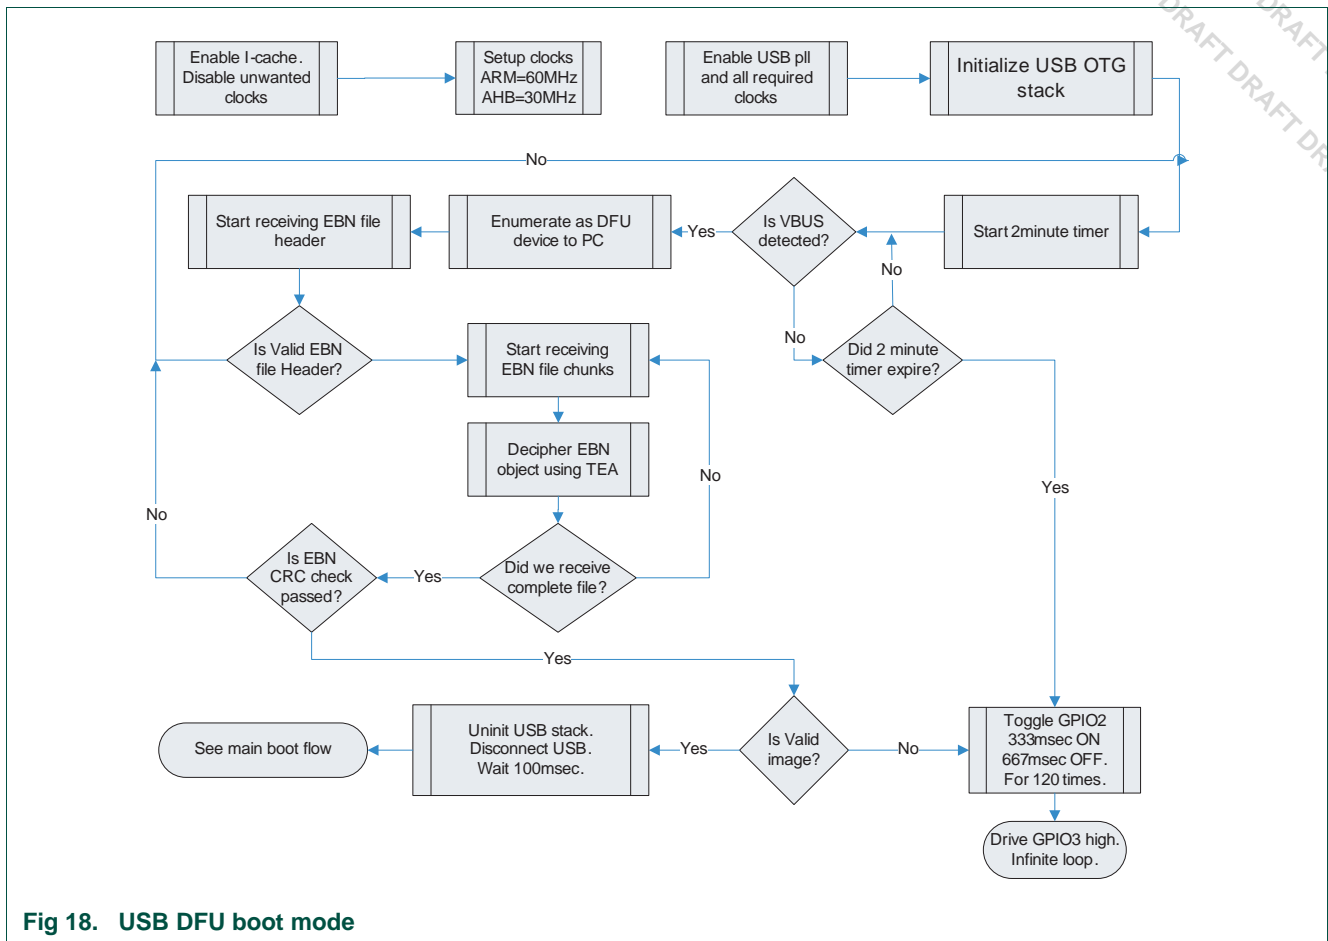 DRAFT DRAFT DRA
DRAFT DR
Enable I-cache.
Disable unwanted
clocks
Setup clocks
ARM=60MHz
AHB=30MHz
Enable USB pll
and all required
clocks
Initialize USB OTG
stack
No
Start receiving EBN file
header
Enumerate as DFU
device to PC
Yes
Is VBUS
detected?
Start 2minute timer
No
No
Is Valid EBN
file Header?
Start receiving
EBN file chunks
Did 2 minute
timer expire?
Decipher EBN
object using TEA
No
Yes
No
Is EBN
CRC check
passed?
Yes
Did we receive
complete file?
Yes
See main boot flow
Uninit USB stack.
Disconnect USB.
Wait 100msec.
Yes
Is Valid
image?
No
Toggle GPIO2
333msec ON
667msec OFF.
For 120 times.
Drive GPIO3 high.
Infinite loop.
Fig 18. USB DFU boot mode